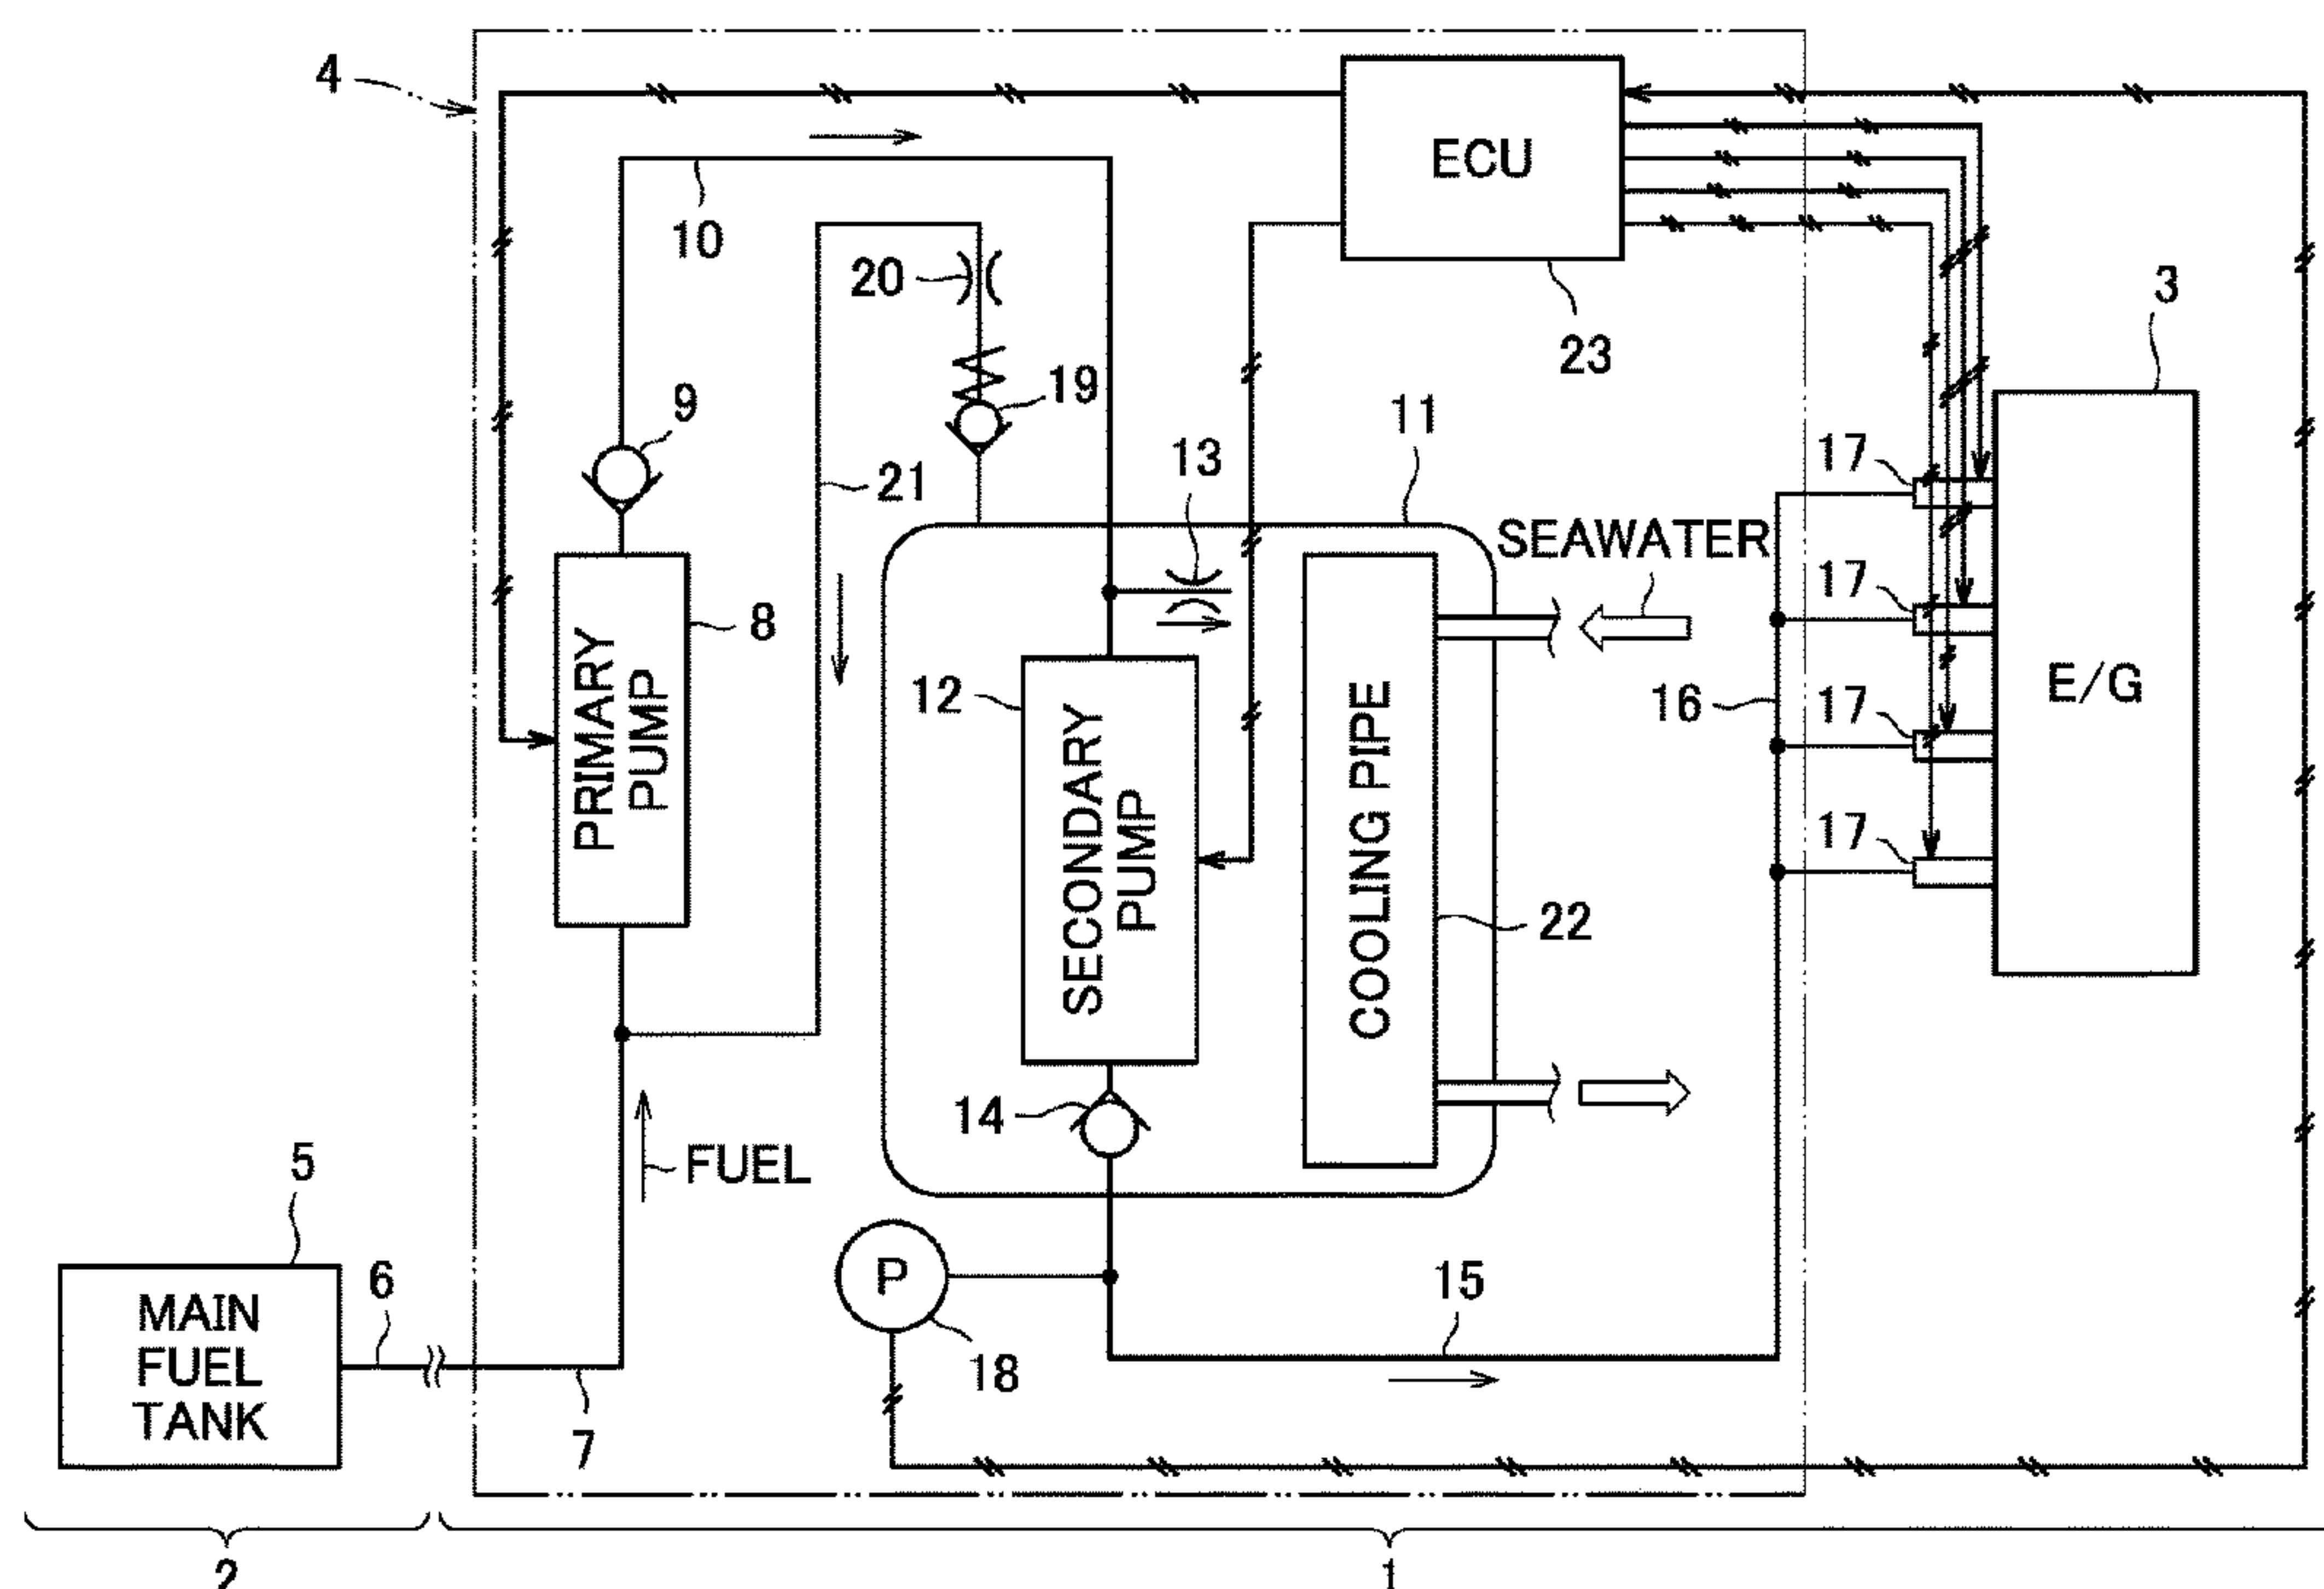 4
ECU
10
20
23
3
9
19
11
13
17
21
SEAWATER
17
8
PRIMARY
PUMP
12
SECONDARY
PUMP
COOLING PIPE
16
17
E/G
17
22
14
FUEL
5
MAIN
FUEL
TANK
6
7
P
18
15
2
1